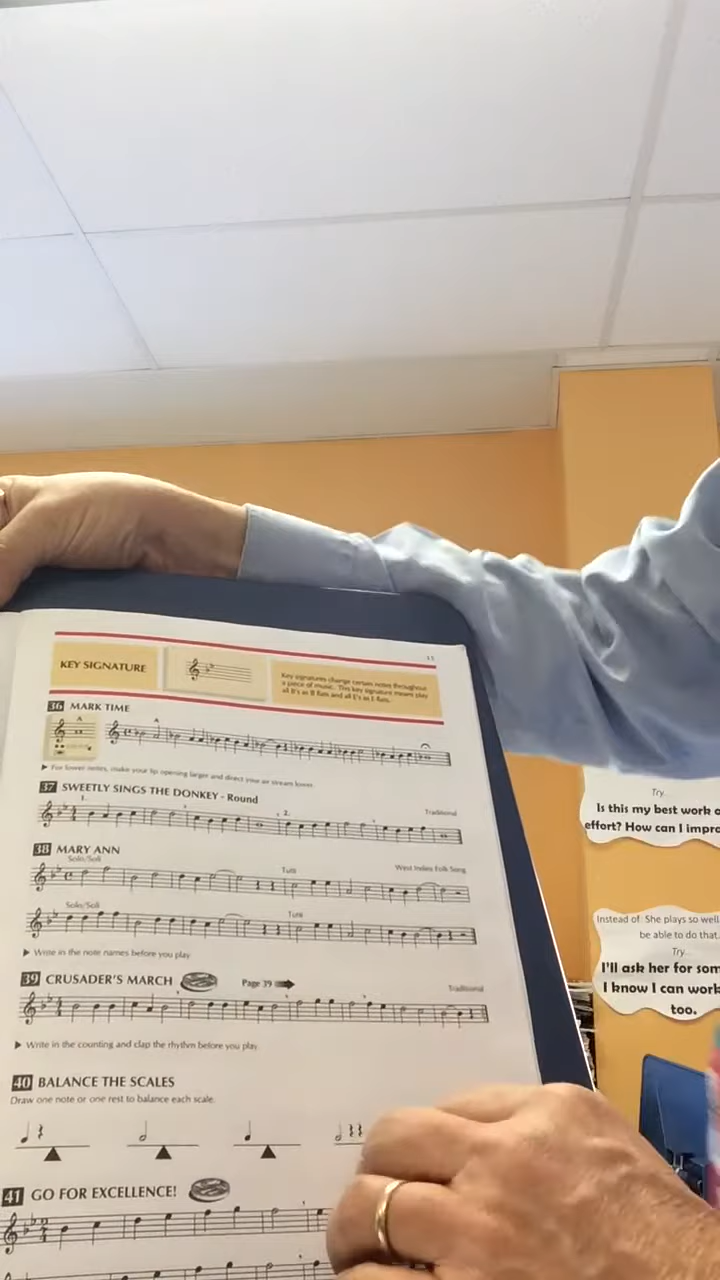 11
KEY SIGNATURE
Key signatures change certain notes throughout
a piece of music. This key signature means play
all B's as B flats and all E's as E flats.
36 MARK TIME
A
A
▶ For lower notes, make your lip opening larger and direct your air stream lower.
37 SWEETLY SINGS THE DONKEY - Round
Traditional
1.
2.
38 MARY ANN
West Indies Folk Song
Solo/Soli
Tutti
Solo/Soli
Tutti
▶ Write in the note names before you play.
39 CRUSADER'S MARCH
Page 39
Traditional
▶ Write in the counting and clap the rhythm before you play.
40 BALANCE THE SCALES
Draw one note or one rest to balance each scale.
41 GO FOR EXCELLENCE!
Try...
Is this my best work
effort? How can I
Instead of: She plays so well
be able to do that.
Try...
I'll ask her for
I know I can work
too.